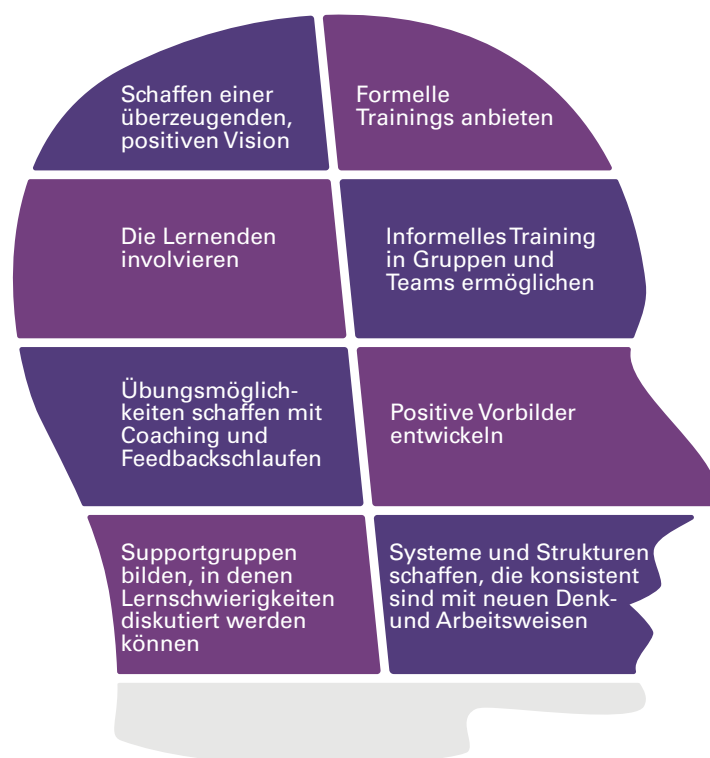 Schaffen einer
überzeugenden,
positiven Vision
Formelle
Trainings anbieten
Die Lernenden
involvieren
Informelles Training
in Gruppen und
Teams ermöglichen
Übungsmöglich-
keiten schaffen mit
Coaching und
Feedbackschlaufen
Positive Vorbilder
entwickeln
Supportgruppen
bilden, in denen
Lernschwierigkeiten
diskutiert werden
können
Systeme und Strukturen
schaffen, die konsistent
sind mit neuen Denk-
und Arbeitsweisen